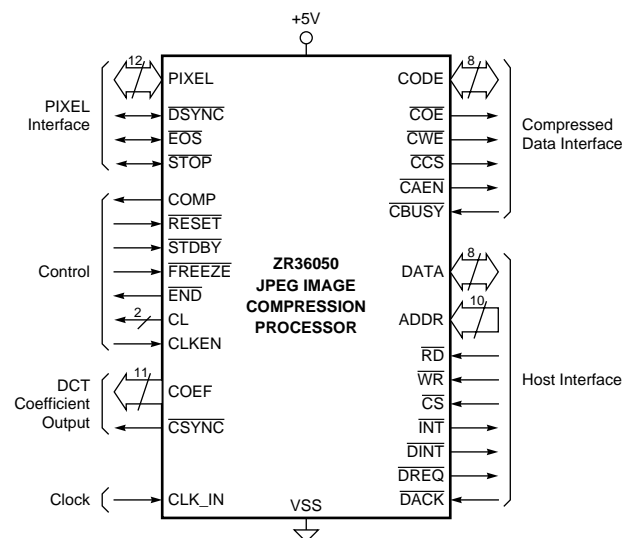 +5V
12
PIXEL
DSYNC
EOS
STOP
PIXEL
Interface
COMP
RESET
STDBY
FREEZE
END
2
CL
CLKEN
Control
11
COEF
CSYNC
DCT
Coefficient
Output
Clock
CLK_IN
ZR36050
JPEG IMAGE
COMPRESSION
PROCESSOR
VSS
CODE
8
COE
CWE
CCS
CAEN
CBUSY
Compressed
Data Interface
DATA
8
ADDR
10
RD
WR
CS
INT
DINT
DREQ
DACK
Host Interface